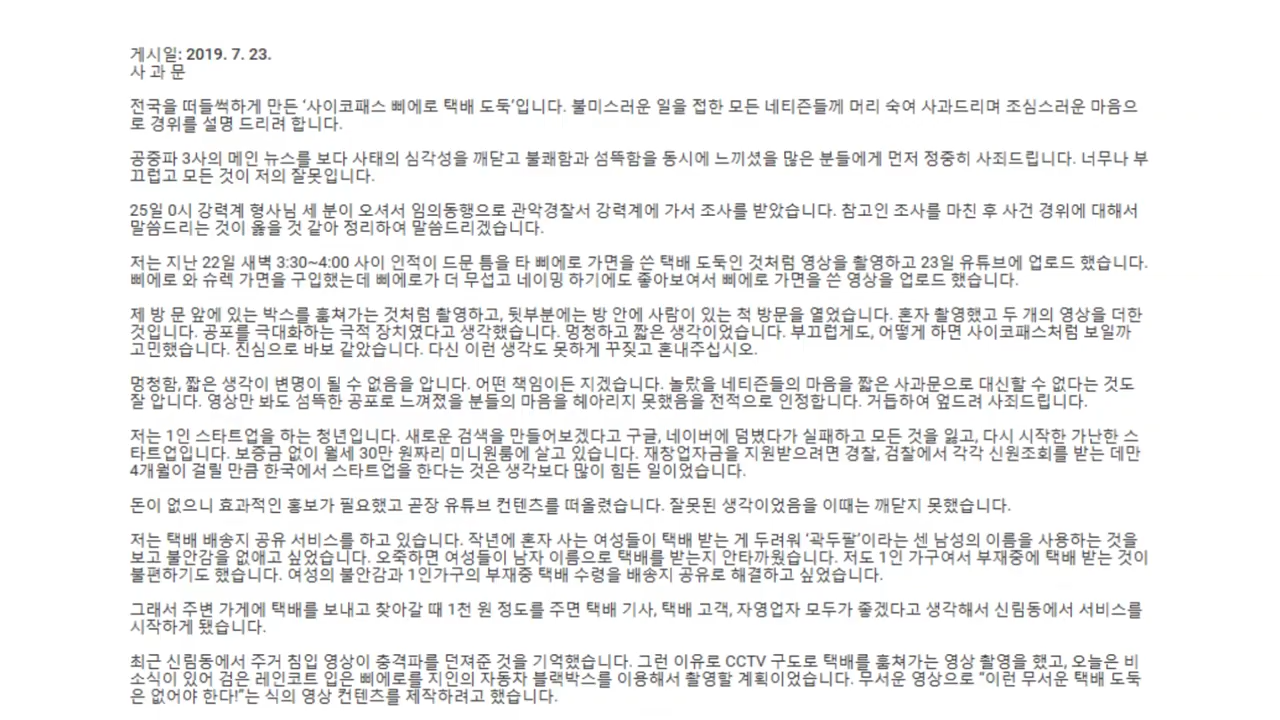 게시일: 2019. 7. 23.
사 과 문
전국을 떠들썩하게 만든 ‘사이코패스 삐에로 택배 도둑’입니다. 불미스러운 일을 접한 모든 네티즌들께 머리 숙여 사과드리며 조심스러운 마음으
로 경위를 설명 드리려 합니다.
공중파 3사의 메인 뉴스를 보다 사태의 심각성을 깨닫고 불쾌함과 섬뜩함을 동시에 느끼셨을 많은 분들에게 먼저 정중히 사죄드립니다. 너무나 부
끄럽고 모든 것이 저의 잘못입니다.
25일 0시 강력계 형사님 세 분이 오셔서 임의동행으로 관악경찰서 강력계에 가서 조사를 받았습니다. 참고인 조사를 마친 후 사건 경위에 대해서
말씀드리는 것이 옳을 것 같아 정리하여 말씀드리겠습니다.
저는 지난 22일 새벽 3:30~4:00 사이 인적이 드문 틈을 타 삐에로 가면을 쓴 택배 도둑인 것처럼 영상을 촬영하고 23일 유튜브에 업로드 했습니다.
삐에로 와 슈렉 가면을 구입했는데 삐에로가 더 무섭고 네이밍 하기에도 좋아보여서 삐에로 가면을 쓴 영상을 업로드 했습니다.
제 방 문 앞에 있는 박스를 훔쳐가는 것처럼 촬영하고, 뒷부분에는 방 안에 사람이 있는 척 방문을 열었습니다. 혼자 촬영했고 두 개의 영상을 더한
것입니다. 공포를 극대화하는 극적 장치였다고 생각했습니다. 멍청하고 짧은 생각이었습니다. 부끄럽게도, 어떻게 하면 사이코패스처럼 보일까
고민했습니다. 진심으로 바보 같았습니다. 다신 이런 생각도 못하게 꾸짖고 혼내주십시오.
멍청함, 짧은 생각이 변명이 될 수 없음을 압니다. 어떤 책임이든 지겠습니다. 놀랐을 네티즌들의 마음을 짧은 사과문으로 대신할 수 없다는 것도
잘 압니다. 영상만 봐도 섬뜩한 공포로 느껴졌을 분들의 마음을 헤아리지 못했음을 전적으로 인정합니다. 거듭하여 엎드려 사죄드립니다.
저는 1인 스타트업을 하는 청년입니다. 새로운 검색을 만들어보겠다고 구글, 네이버에 덤볐다가 실패하고 모든 것을 잃고, 다시 시작한 가난한 스
타트업입니다. 보증금 없이 월세 30만 원짜리 미니원룸에 살고 있습니다. 재창업자금을 지원받으려면 경찰, 검찰에서 각각 신원조회를 받는 데만
4개월이 걸릴 만큼 한국에서 스타트업을 한다는 것은 생각보다 많이 힘든 일이었습니다.
돈이 없으니 효과적인 홍보가 필요했고 곧장 유튜브 컨텐츠를 떠올렸습니다. 잘못된 생각이었음을 이때는 깨닫지 못했습니다.
저는 택배 배송지 공유 서비스를 하고 있습니다. 작년에 혼자 사는 여성들이 택배 받는 게 두려워 ‘곽두팔’이라는 센 남성의 이름을 사용하는 것을
보고 불안감을 없애고 싶었습니다. 오죽하면 여성들이 남자 이름으로 택배를 받는지 안타까웠습니다. 저도 1인 가구여서 부재중에 택배 받는 것이
불편하기도 했습니다. 여성의 불안감과 1인가구의 부재중 택배 수령을 배송지 공유로 해결하고 싶었습니다.
그래서 주변 가게에 택배를 보내고 찾아갈 때 1천 원 정도를 주면 택배 기사, 택배 고객, 자영업자 모두가 좋겠다고 생각해서 신림동에서 서비스를
시작하게 됐습니다.
최근 신림동에서 주거 침입 영상이 충격파를 던져준 것을 기억했습니다. 그런 이유로 CCTV 구도로 택배를 훔쳐가는 영상 촬영을 했고, 오늘은 비
소식이 있어 검은 레인코트 입은 삐에로를 지인의 자동차 블랙박스를 이용해서 촬영할 계획이었습니다. 무서운 영상으로 “이런 무서운 택배 도둑
은 없어야 한다!”는 식의 영상 컨텐츠를 제작하려고 했습니다.